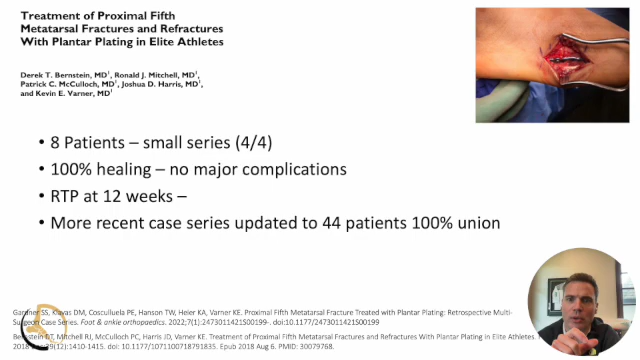 Treatment of Proximal Fifth
Metatarsal Fractures and Refractures
With Plantar Plating in Elite Athletes
Derek T. Bernstein, MD¹, Ronald J. Mitchell, MD¹,
Patrick C. McCulloch, MD¹, Joshua D. Harris, MD¹,
and Kevin E. Varner, MD¹
• 8 Patients – small series (4/4)
• 100% healing – no major complications
• RTP at 12 weeks –
• More recent case series updated to 44 patients 100% union
Gardner SS, Kiavas DM, Cosculluela PE, Hanson TW, Heier KA, Varner KE. Proximal Fifth Metatarsal Fracture Treated with Plantar Plating: Retrospective Multi-
Surgeon Case Series. Foot & ankle orthopaedics. 2022;7(1):2473011421S00199-. doi:10.1177/2473011421S00199
Bernstein DT, Mitchell RJ, McCulloch PC, Harris JD, Varner KE. Treatment of Proximal Fifth Metatarsal Fractures and Refractures With Plantar Plating in Elite Athletes.
2018 39(12):1410-1415. doi: 10.1177/1071100718791835. Epub 2018 Aug 6. PMID: 30079768.